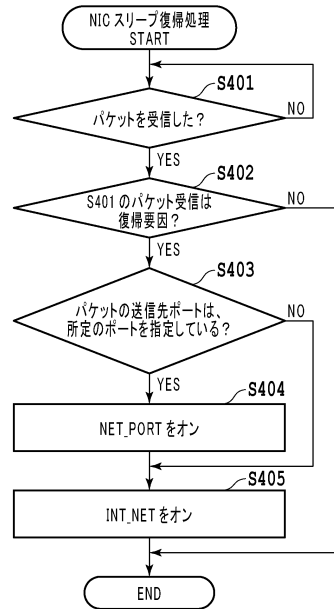 NIC スリープ復帰処理
START
S401
パケットを受信した?
NO
YES
S402
S401 のパケット受信は
復帰要因?
NO
YES
S403
パケットの送信先ポートは、
所定のポートを指定している?
NO
YES
S404
NET_PORT をオン
S405
INT_NET をオン
END